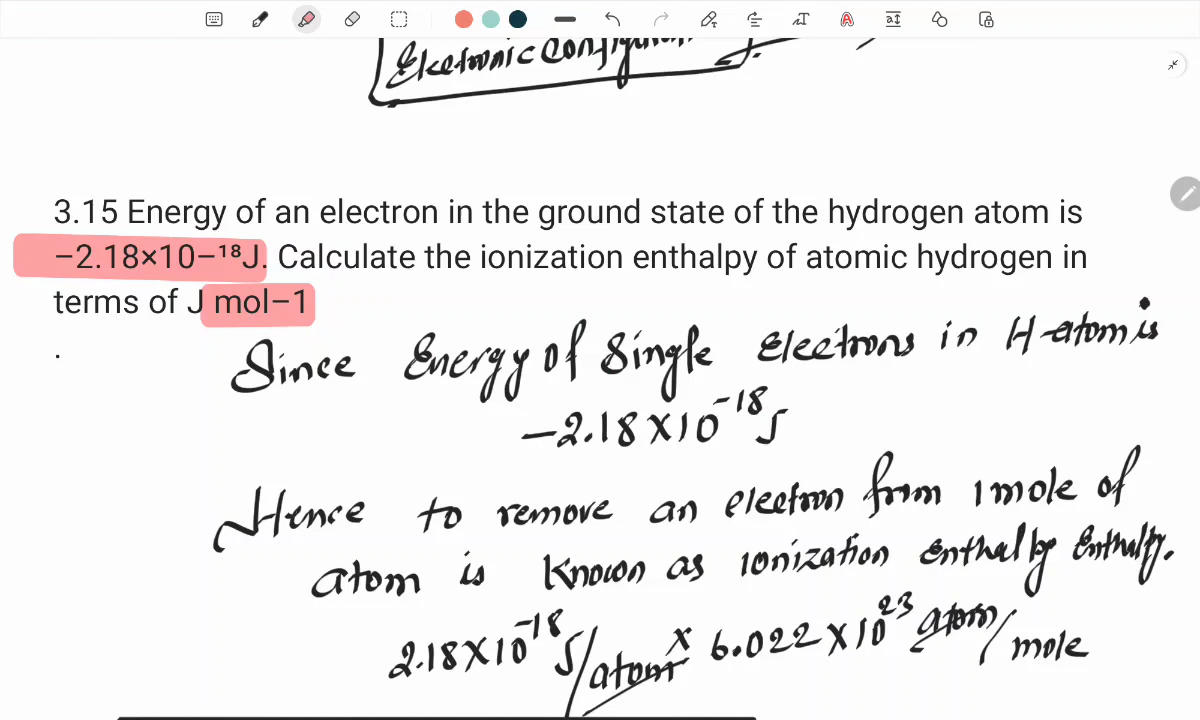 Electronic Configuration
3.15 Energy of an electron in the ground state of the hydrogen atom is
−2.18×10−¹⁸J. Calculate the ionization enthalpy of atomic hydrogen in
terms of J mol−1
.
Since Energy of Single Electrons in H-atom is
−2.18×10⁻¹⁸J
Hence to remove an electron from 1 mole of
atom is known as ionization Enthalpy Enthalpy.
2.18×10⁻¹⁸J/atom × 6.022×10²³ atom/mole